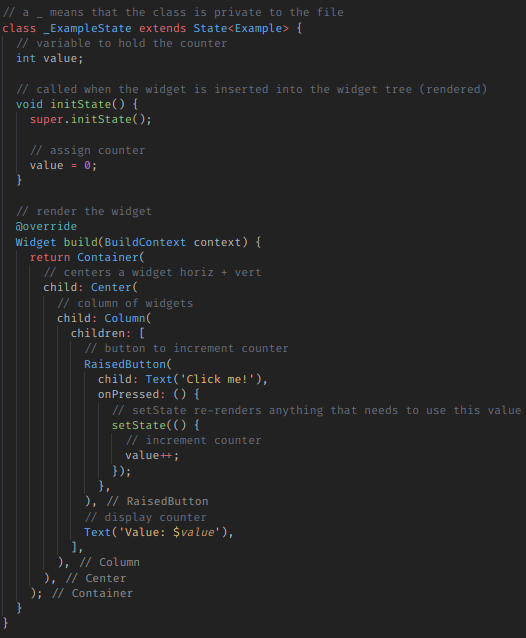 // a _ means that the class is private to the file
class _ExampleState extends State<Example> {
  // variable to hold the counter
  int value;

  // called when the widget is inserted into the widget tree (rendered)
  void initState() {
    super.initState();

    // assign counter
    value = 0;
  }

  // render the widget
  @override
  Widget build(BuildContext context) {
    return Container(
      // centers a widget horiz + vert
      child: Center(
        // column of widgets
        child: Column(
          children: [
            // button to increment counter
            RaisedButton(
              child: Text('Click me!'),
              onPressed: () {
                // setState re-renders anything that needs to use this value
                setState(() {
                  // increment counter
                  value++;
                });
              },
            ), // RaisedButton
            // display counter
            Text('Value: $value'),
          ],
        ), // Column
      ), // Center
    ); // Container
  }
}